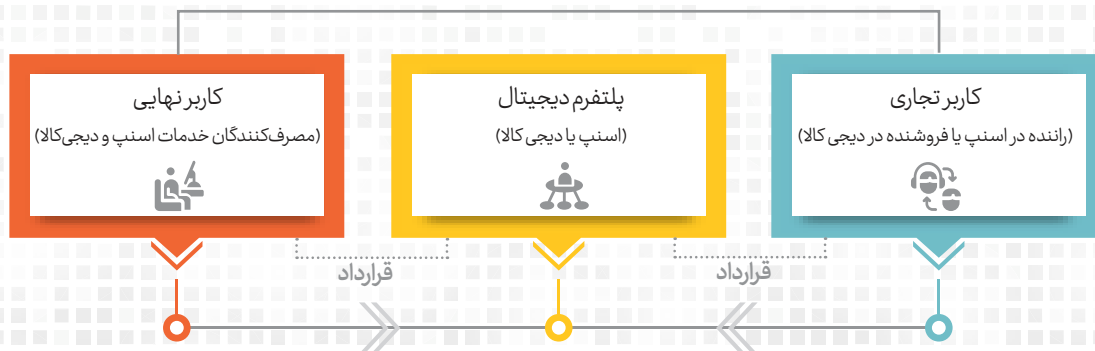 کاربر تجاری
(راننده در اسنپ یا فروشنده در دیجی کالا)
پلتفرم دیجیتال
(اسنپ یا دیجی کالا)
کاربر نهایی
(مصرف‌کنندگان خدمات اسنپ و دیجی‌کالا)
قرارداد
قرارداد